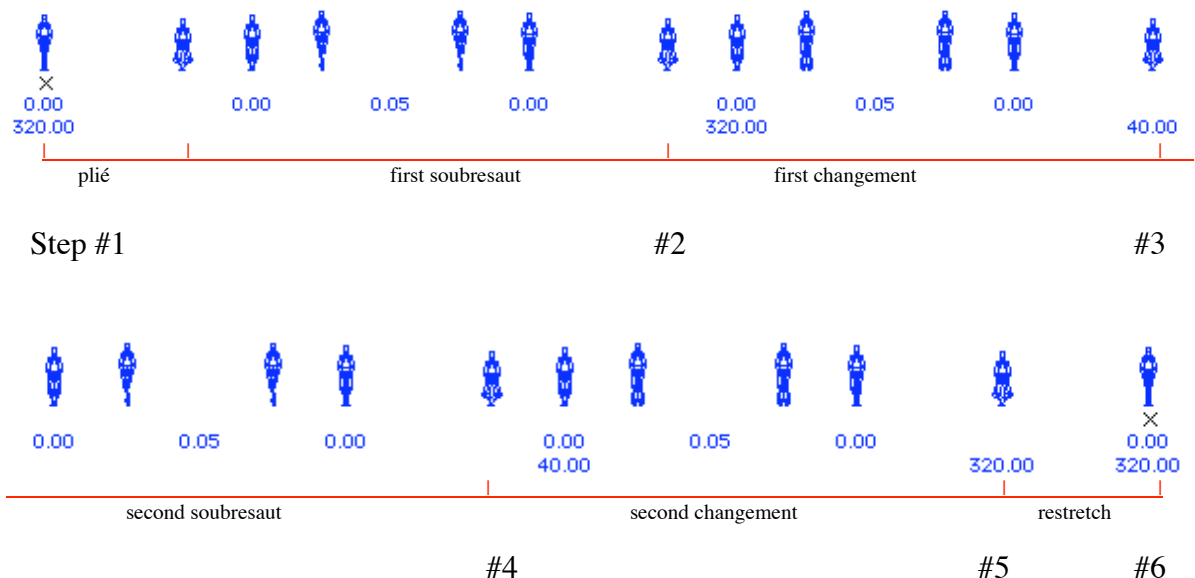 0.00 0.00 0.05 0.00 0.00 0.05 0.00
320.00 320.00 40.00
plié first soubresaut first changement
Step #1 #2 #3
0.00 0.05 0.00 0.00 0.05 0.00 0.00
40.00 320.00 320.00
second soubresaut second changement restretch
#4 #5 #6